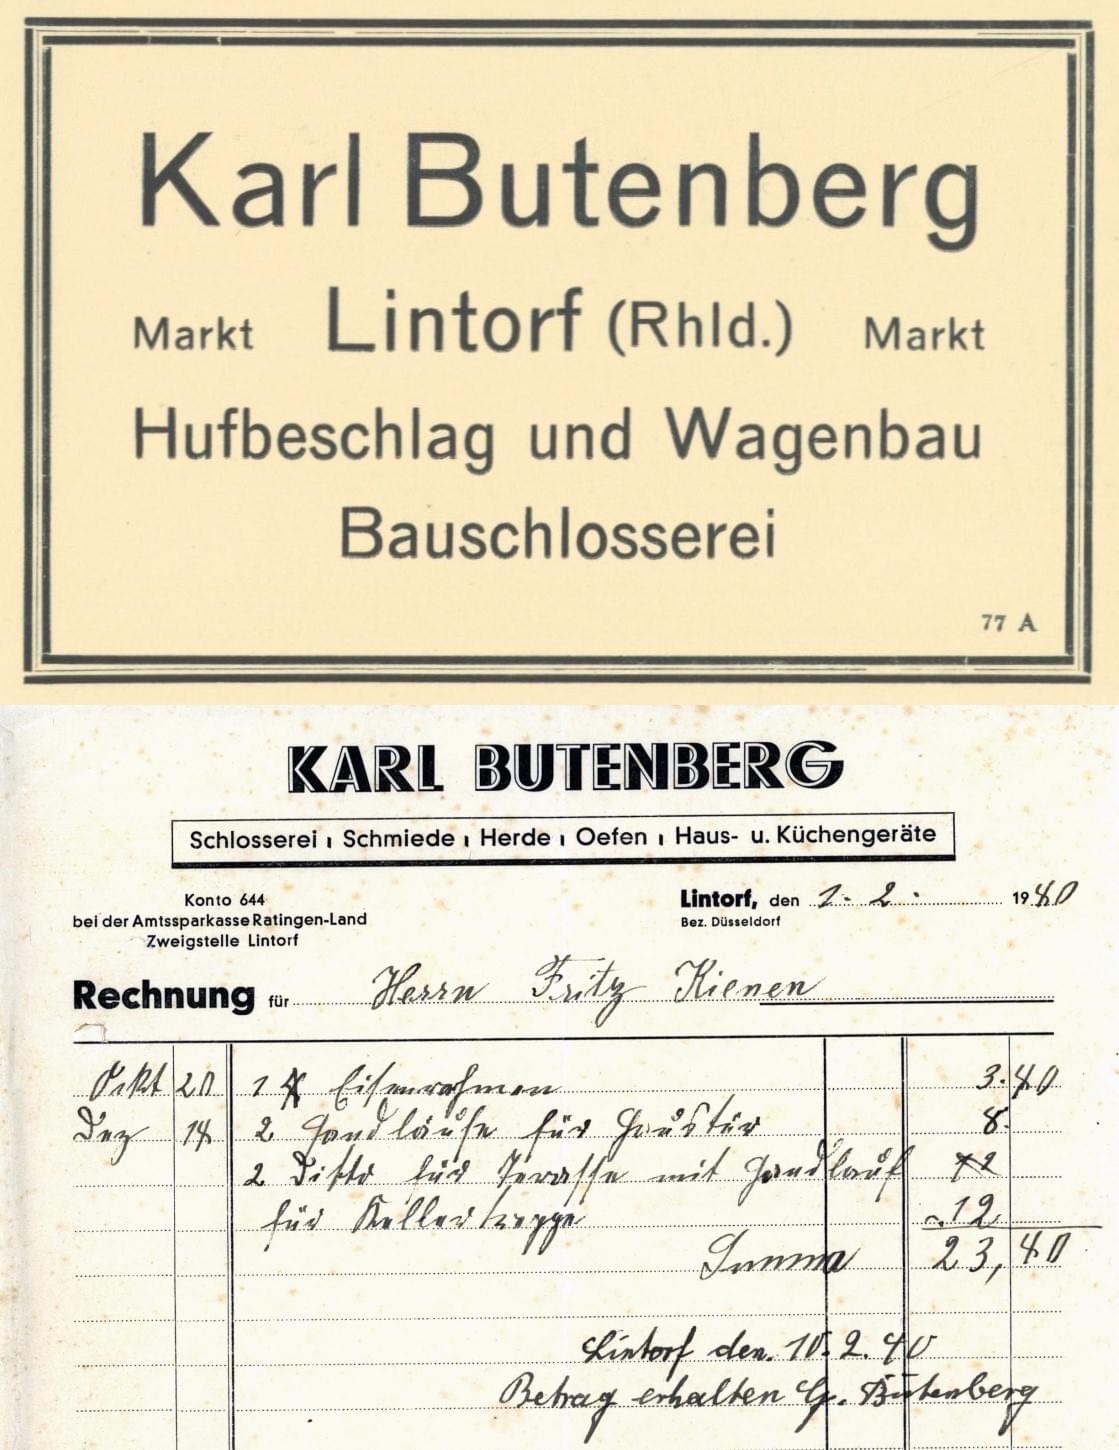 Karl Butenberg
Markt Lintorf (Rhld.) Markt
Hufbeschlag und Wagenbau
Bauschlosserei
77 A
KARL BUTENBERG
Schlosserei ı Schmiede ı Herde ı Oefen ı Haus- u. Küchengeräte
Konto 644
bei der Amtssparkasse Ratingen-Land
Zweigstelle Lintorf
Lintorf, den 1. 2. 1940
Bez. Düsseldorf
Rechnung für Herrn Fritz Kienen
Okt 20 1 Eisenrahmen 3.40
Dez 14 2 Handläufe für Haustür 8.
2 Ditto für Terasse mit Handlauf
für Kellertreppe 12
Summa 23,40
Lintorf den. 10. 2. 40
Betrag erhalten G. Butenberg